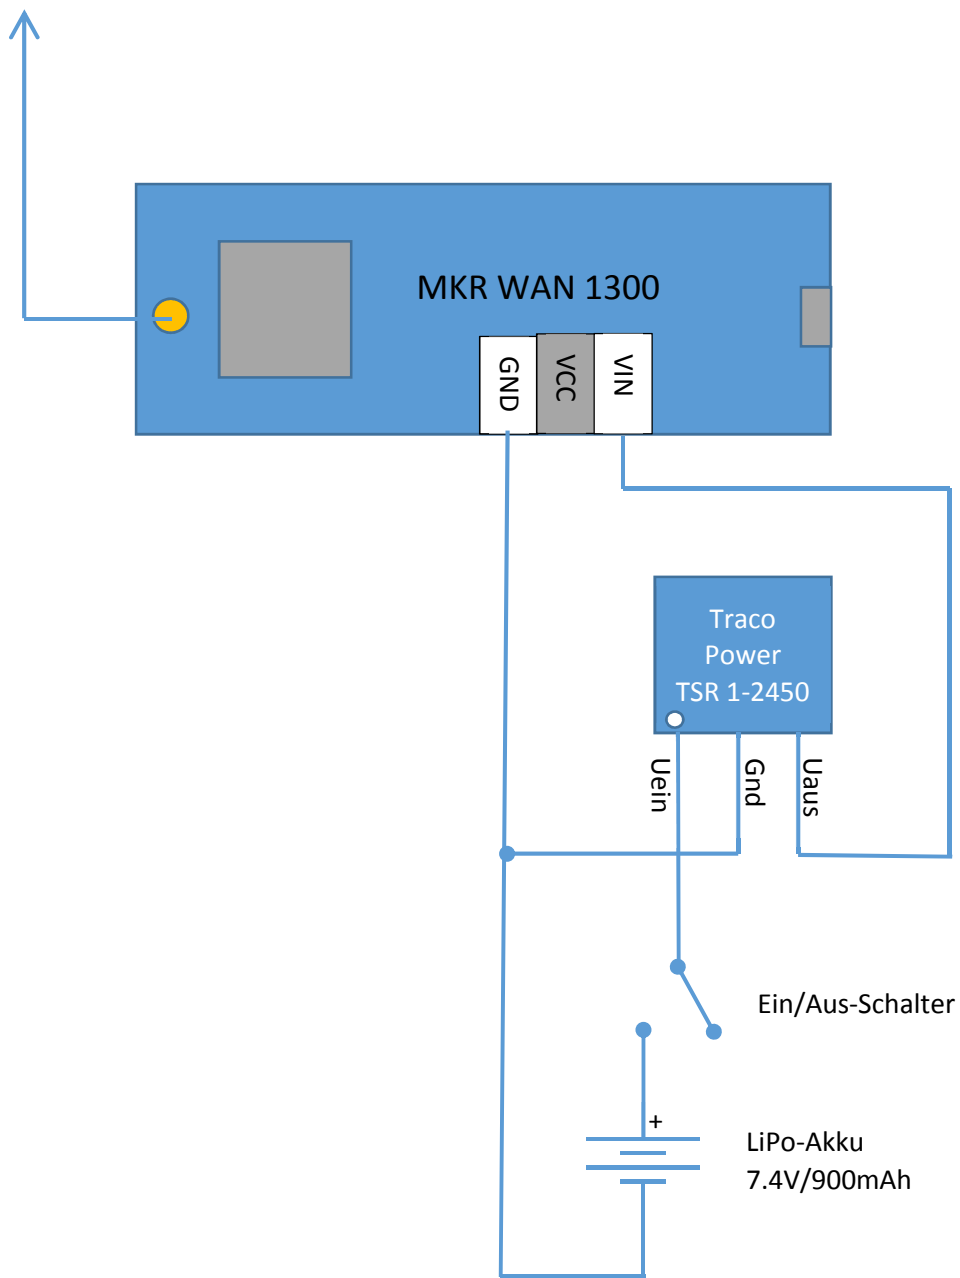 MKR WAN 1300
GND
VCC
VIN
Traco
Power
TSR 1-2450
Uein
Gnd
Uaus
Ein/Aus-Schalter
+
LiPo-Akku
7.4V/900mAh